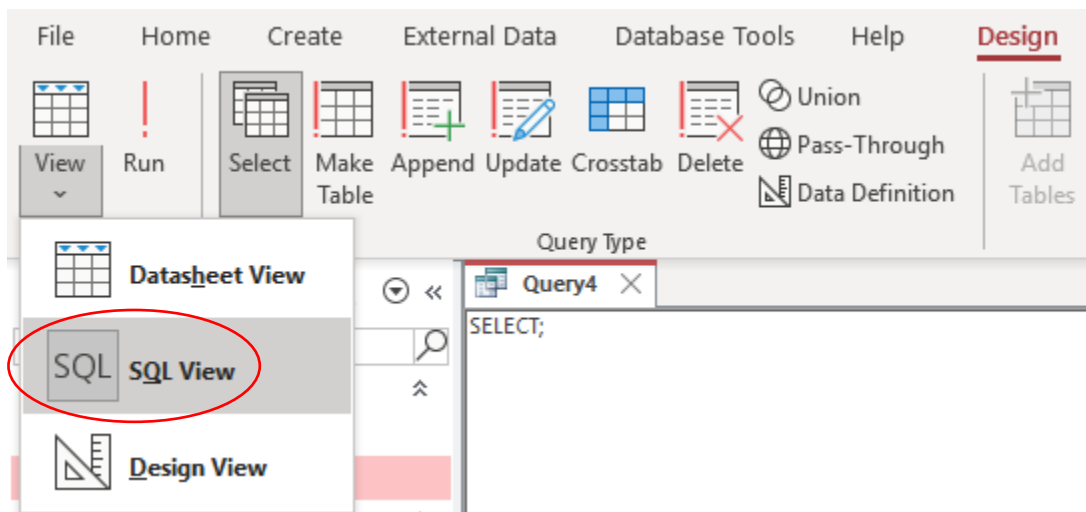 File Home Create External Data Database Tools Help Design
View Run Select Make Table Append Update Crosstab Delete
Union
Pass-Through
Data Definition
Add Tables
Query Type
Datasheet View
SQL SQL View
Design View
Query4
SELECT;